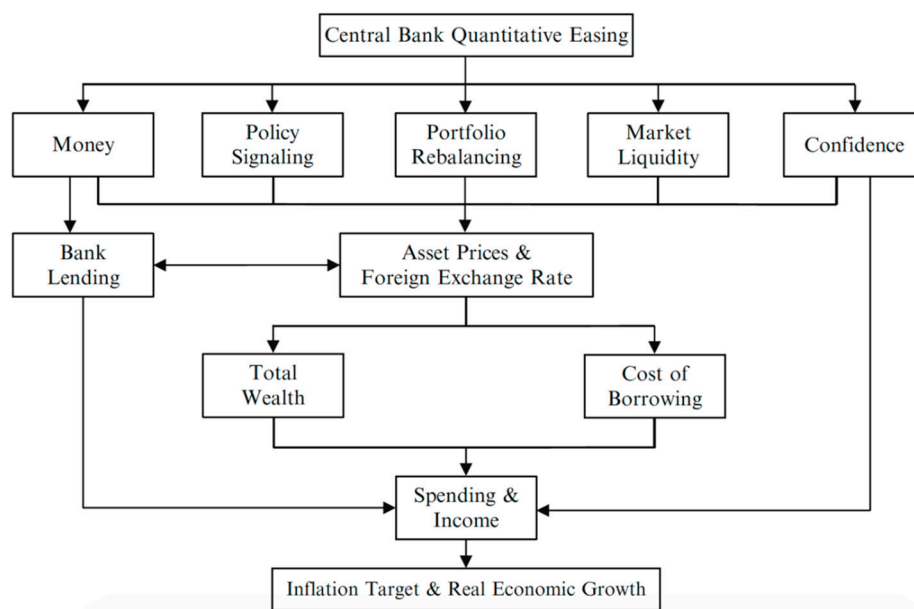 Central Bank Quantitative Easing
Money
Policy
Signaling
Portfolio
Rebalancing
Market
Liquidity
Confidence
Bank
Lending
Asset Prices &
Foreign Exchange Rate
Total
Wealth
Cost of
Borrowing
Spending &
Income
Inflation Target & Real Economic Growth